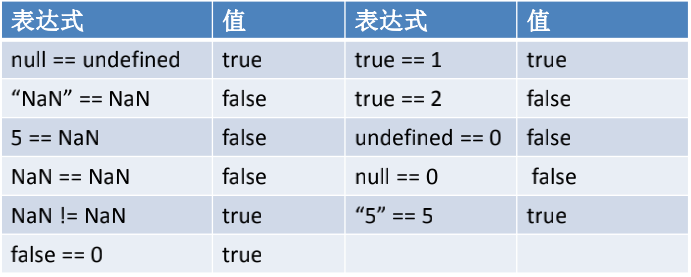 表达式 值 表达式 值
null == undefined true true == 1 true
“NaN” == NaN false true == 2 false
5 == NaN false undefined == 0 false
NaN == NaN false null == 0 false
NaN != NaN true “5” == 5 true
false == 0 true